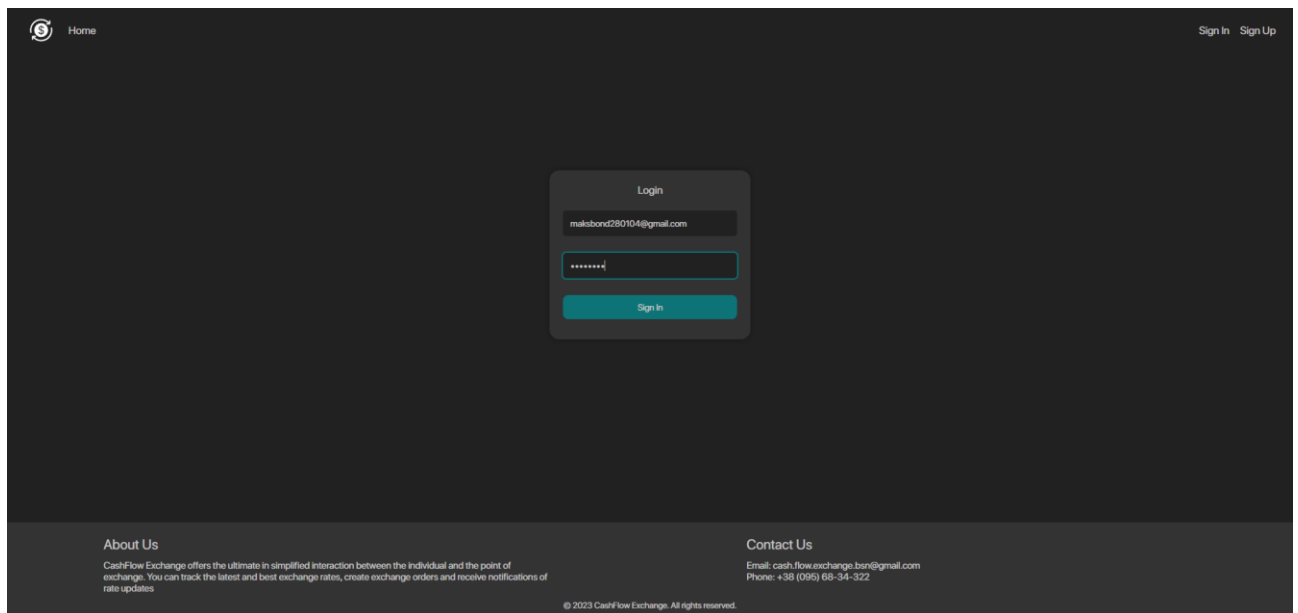 Home
Sign In Sign Up
Login
maksbond280104@gmail.com
••••••••
Sign In
About Us
CashFlow Exchange offers the ultimate in simplified interaction between the individual and the point of
exchange. You can track the latest and best exchange rates, create exchange orders and receive notifications of
rate updates
Contact Us
Email: cash.flow.exchange.bsn@gmail.com
Phone: +38 (095) 68-34-322
© 2023 CashFlow Exchange. All rights reserved.